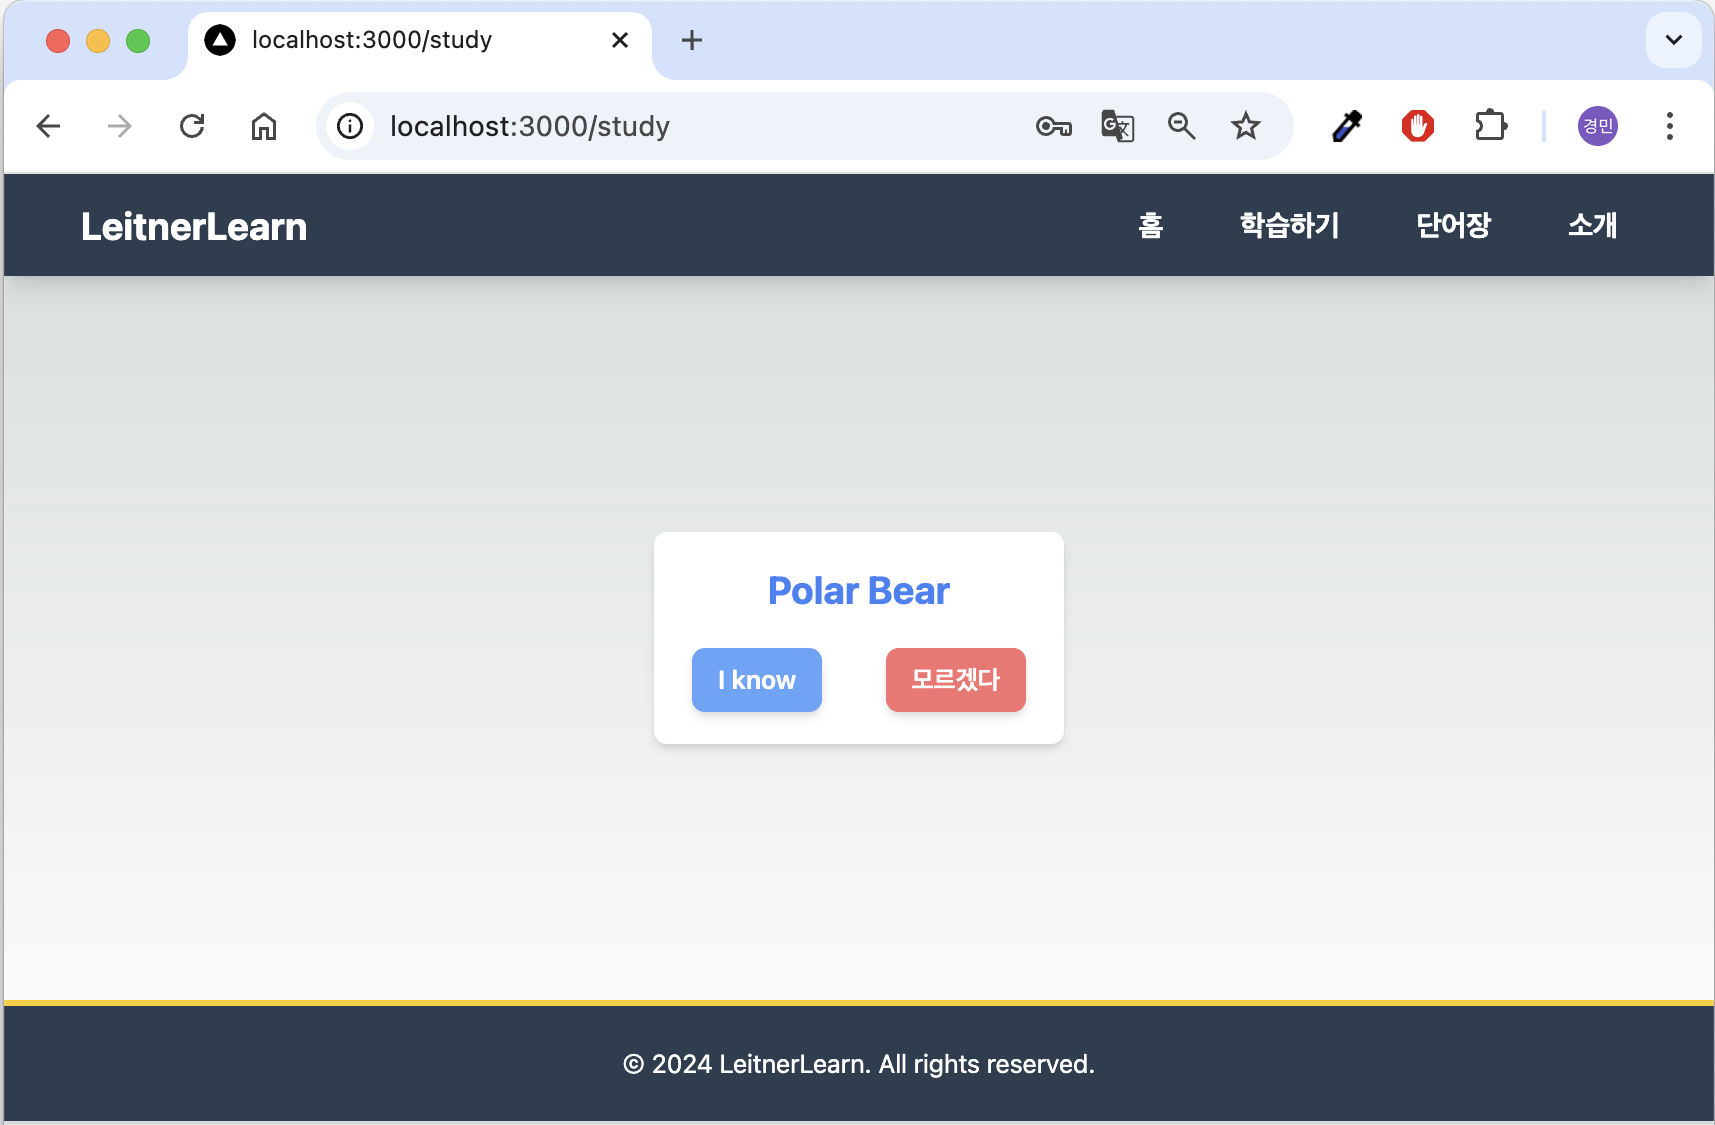 localhost:3000/study
localhost:3000/study
경민
LeitnerLearn
홈 학습하기 단어장 소개
Polar Bear
I know 모르겠다
© 2024 LeitnerLearn. All rights reserved.